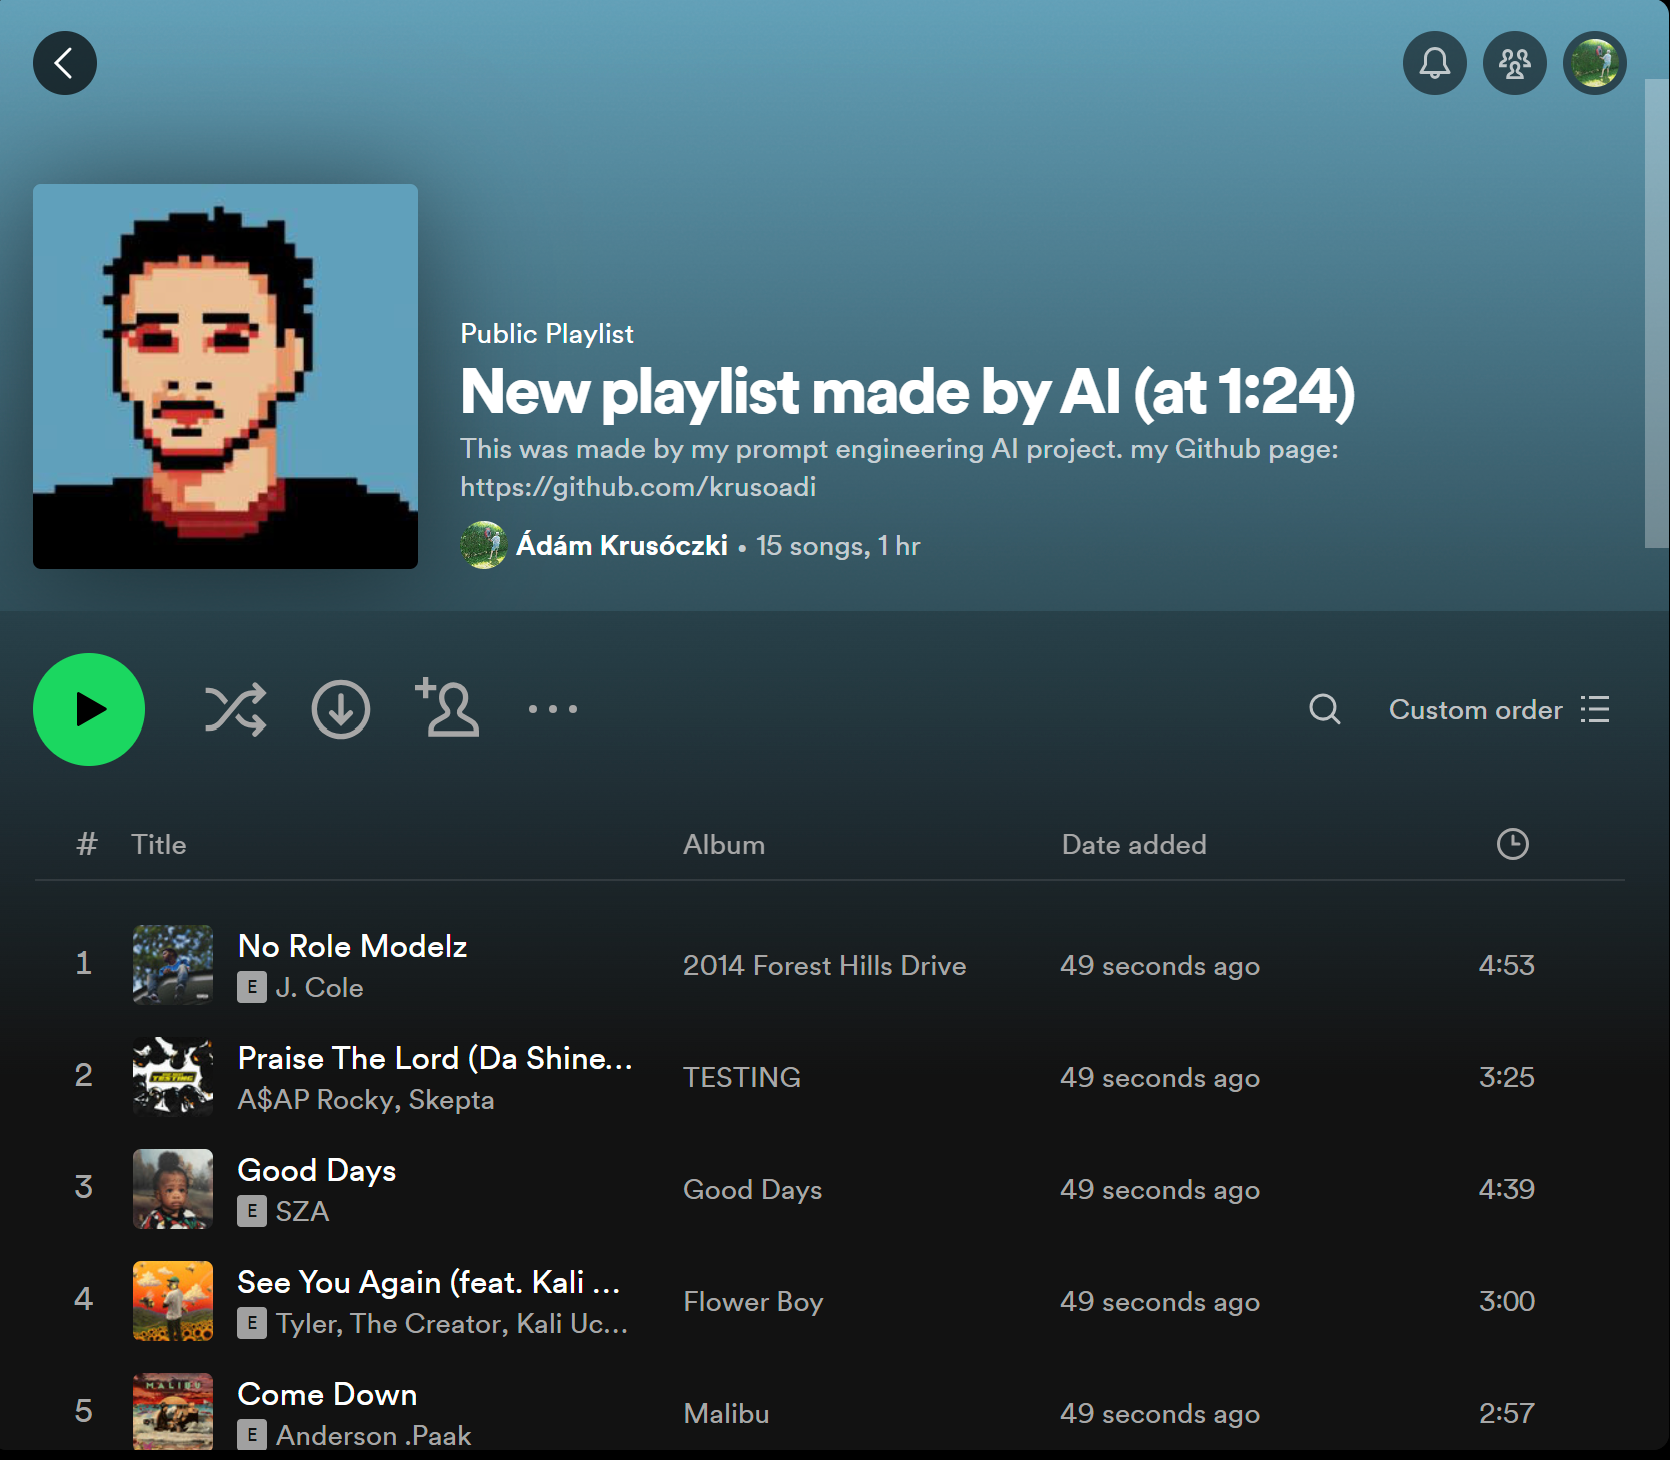 Public Playlist
New playlist made by AI (at 1:24)
This was made by my prompt engineering AI project. my Github page:
https://github.com/krusoadi
Ádám Krusóczki • 15 songs, 1 hr
Custom order
# Title Album Date added
1 No Role Modelz 2014 Forest Hills Drive 49 seconds ago 4:53
E J. Cole
2 Praise The Lord (Da Shine... TESTING 49 seconds ago 3:25
A$AP Rocky, Skepta
TESTING
3 Good Days Good Days 49 seconds ago 4:39
E SZA
4 See You Again (feat. Kali ... Flower Boy 49 seconds ago 3:00
E Tyler, The Creator, Kali Uc...
5 Come Down Malibu 49 seconds ago 2:57
E Anderson .Paak
MALIBU